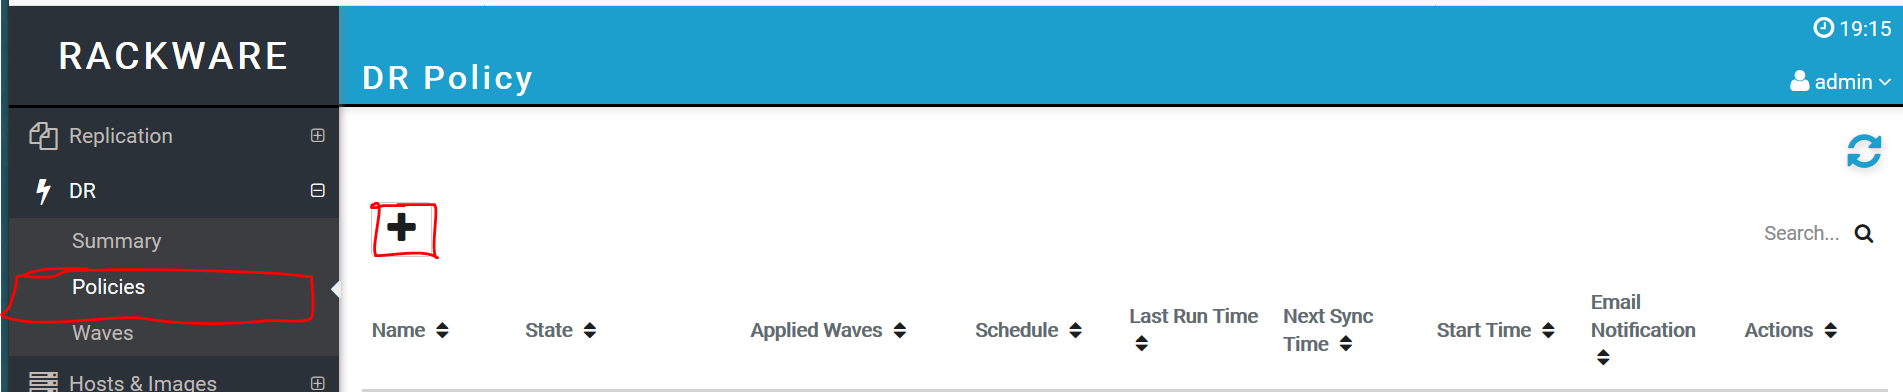 RACKWARE
19:15
DR Policy
admin
Replication
DR
Summary
Policies
Waves
Hosts & Images
Search...
Name
State
Applied Waves
Schedule
Last Run Time
Next Sync
Time
Start Time
Email
Notification
Actions